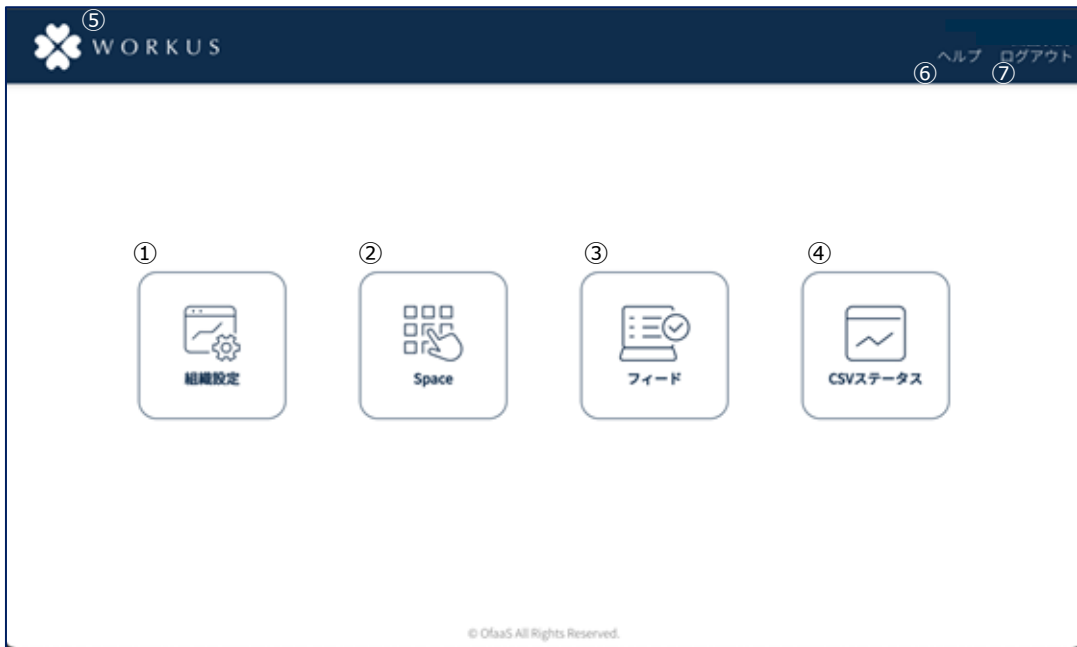 ⑤
WORKUS
⑥ ヘルプ ⑦ ログアウト
① ② ③ ④
組織設定 Space フィード CSVステータス
© OfaaS All Rights Reserved.